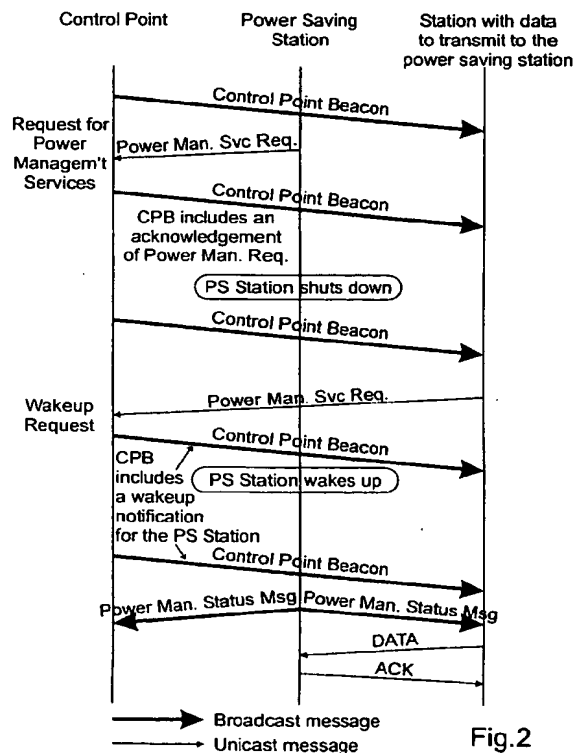 Control Point
Power Saving
Station
Station with data
to transmit to the
power saving station
Control Point Beacon
Request for
Power
Managem't
Services
Power Man. Svc Req.
Control Point Beacon
CPB includes an
acknowledgement
of Power Man. Req.
PS Station shuts down
Control Point Beacon
Power Man. Svc Req.
Wakeup
Request
Control Point Beacon
CPB
includes
a wakeup
notification
for the PS Station
PS Station wakes up
Control Point Beacon
Power Man. Status Msg
Power Man. Status Msg
DATA
ACK
Broadcast message
Unicast message
Fig.2